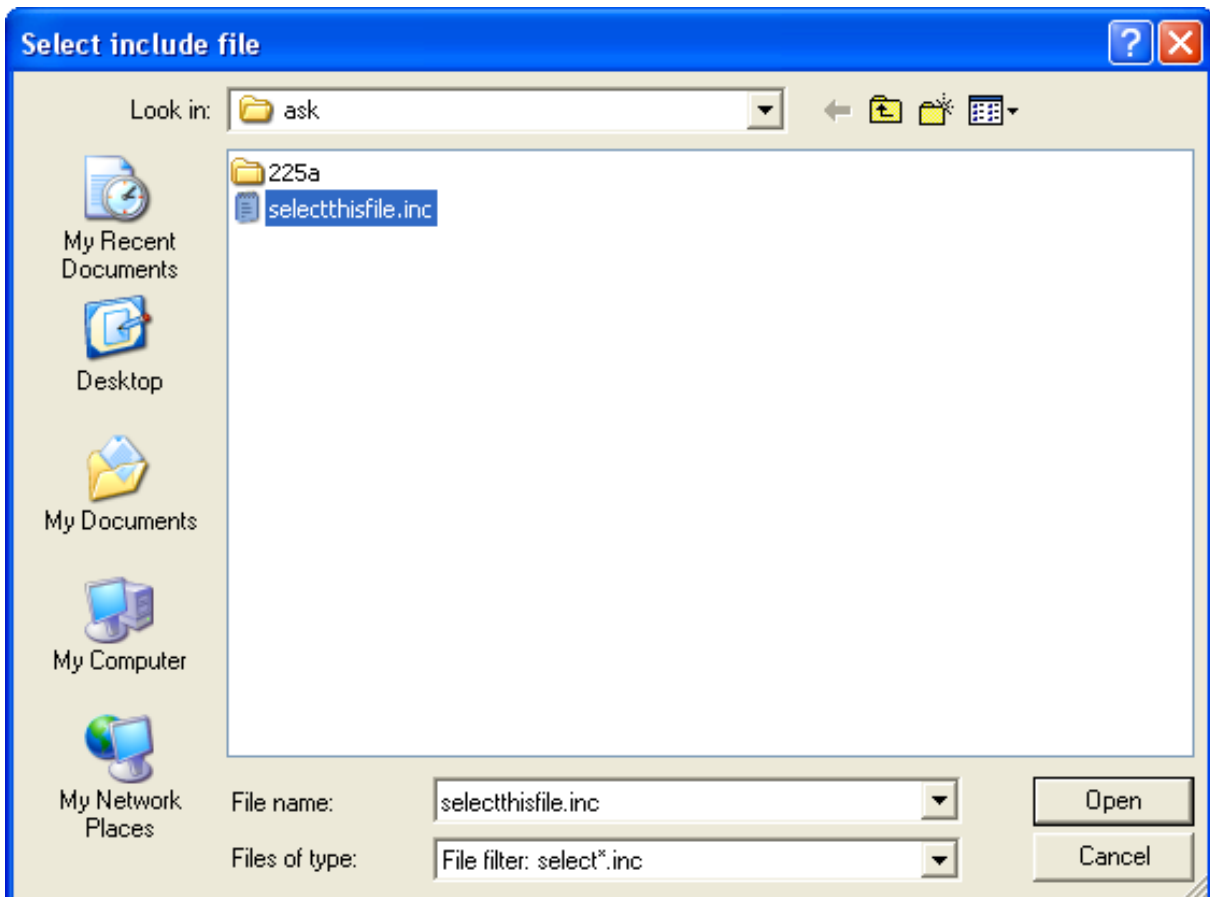 Select include file
Look in:
ask
225a
selectthisfile.inc
My Recent
Documents
Desktop
My Documents
My Computer
My Network
Places
File name:
selectthisfile.inc
Open
Files of type:
File filter: select*.inc
Cancel